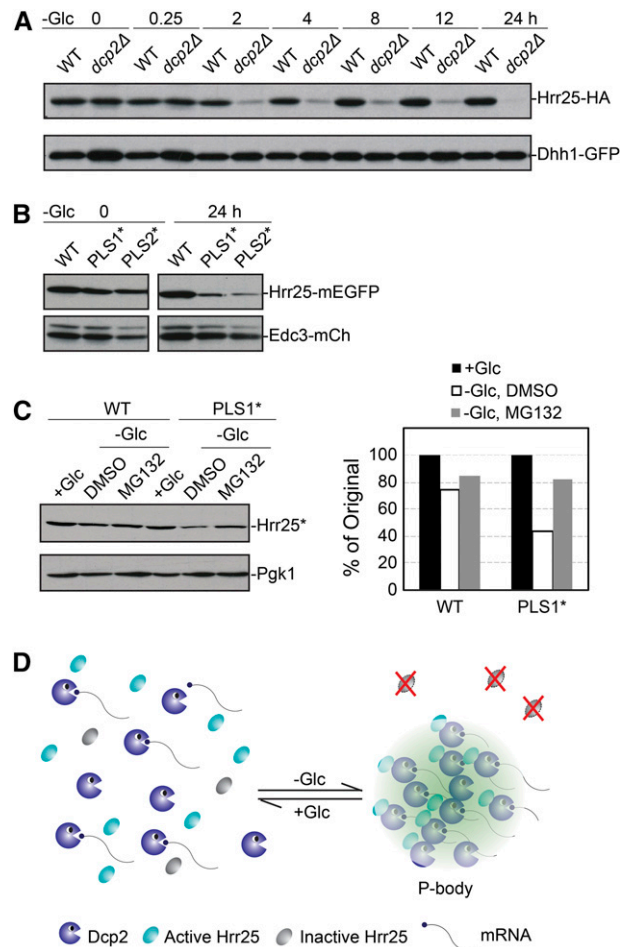 A
-Glc 0 0.25 2 4 8 12 24 h
WT dcp2Δ WT dcp2Δ WT dcp2Δ WT dcp2Δ WT dcp2Δ WT dcp2Δ WT dcp2Δ
-Hrr25-HA
-Dhh1-GFP
B
-Glc 0 24 h
WT PLS1* PLS2* WT PLS1* PLS2*
-Hrr25-mEGFP
-Edc3-mCh
C
WT PLS1*
-Glc -Glc
+Glc DMSO MG132 +Glc DMSO MG132
-Hrr25*
-Pgk1
+Glc
-Glc, DMSO
-Glc, MG132
% of Original
100
80
60
40
20
0
WT PLS1*
D
-Glc
+Glc
P-body
Dcp2 Active Hrr25 Inactive Hrr25 mRNA